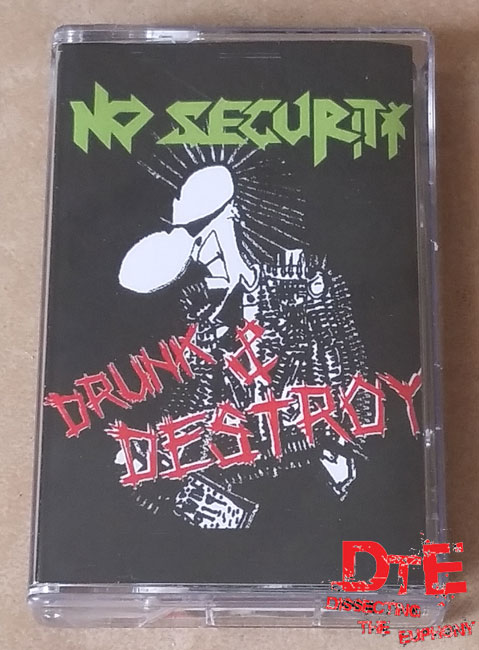 NO SECURITY
DRUNK &
DESTROY
DTE
DISSECTING
THE EUPHONY